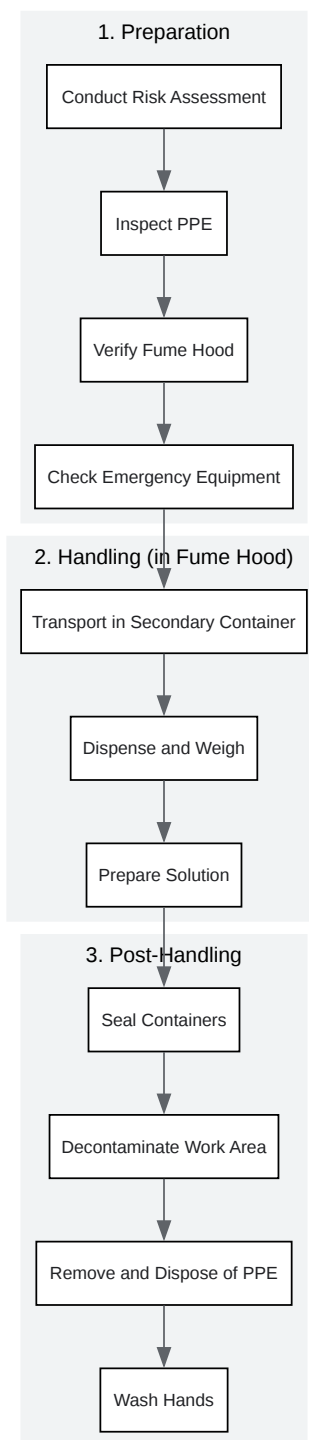 1. Preparation
Conduct Risk Assessment
Inspect PPE
Verify Fume Hood
Check Emergency Equipment
2. Handling (in Fume Hood)
Transport in Secondary Container
Dispense and Weigh
Prepare Solution
3. Post-Handling
Seal Containers
Decontaminate Work Area
Remove and Dispose of PPE
Wash Hands